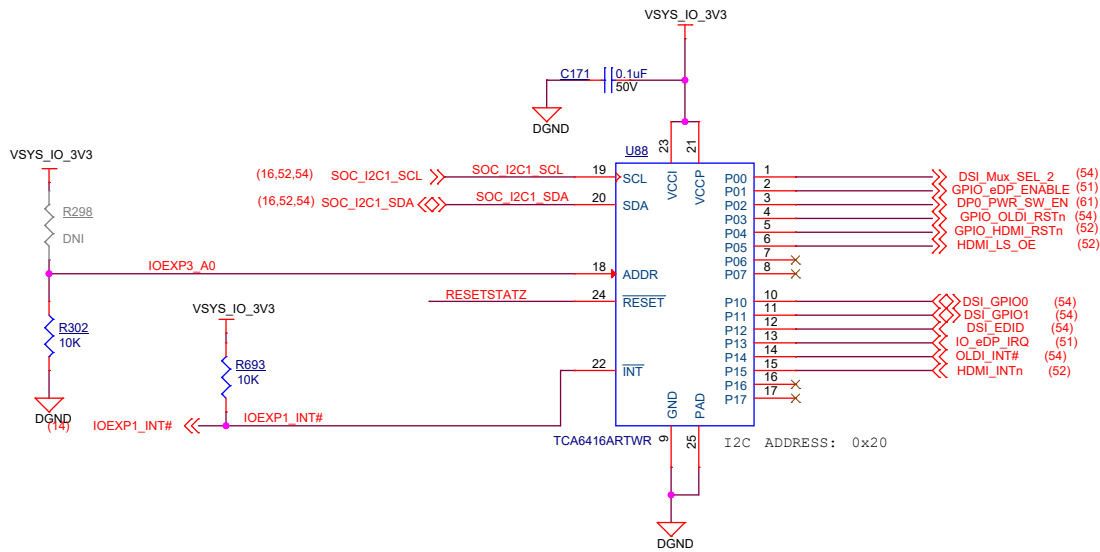 VSYS_IO_3V3
C171
0.1uF
50V
DGND
VSYS_IO_3V3
R298
DNI
IOEXP3_A0
R302
10K
DGND
VSYS_IO_3V3
R693
10K
(14) IOEXP1_INT#
IOEXP1_INT#
(16,52,54) SOC_I2C1_SCL
SOC_I2C1_SCL
(16,52,54) SOC_I2C1_SDA
SOC_I2C1_SDA
RESETSTATZ
U88
23 VCCI
21 VCCP
19 SCL
20 SDA
18 ADDR
24 RESET
22 INT
9 GND
25 PAD
TCA6416ARTWR
I2C ADDRESS: 0x20
DGND
P00 1 DSI_Mux_SEL_2 (54)
P01 2 GPIO_eDP_ENABLE (51)
P02 3 DP0_PWR_SW_EN (61)
P03 4 GPIO_OLDI_RSTn (54)
P04 5 GPIO_HDMI_RSTn (52)
P05 6 HDMI_LS_OE (52)
P06 7
P07 8
P10 10 DSI_GPIO0 (54)
P11 11 DSI_GPIO1 (54)
P12 12 DSI_EDID (54)
P13 13 IO_eDP_IRQ (51)
P14 14 OLDI_INT# (54)
P15 15 HDMI_INTn (52)
P16 16
P17 17